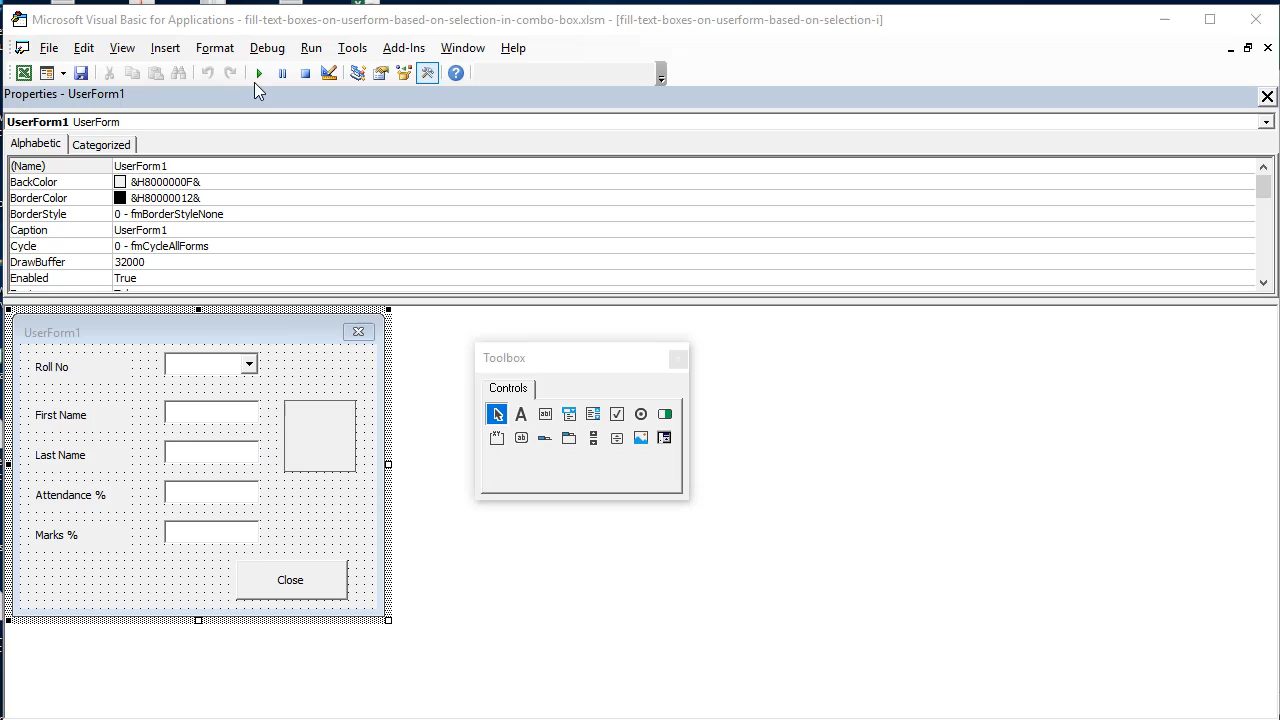 Microsoft Visual Basic for Applications - fill-text-boxes-on-userform-based-on-selection-in-combo-box.xlsm - [fill-text-boxes-on-userform-based-on-selection-i]
File Edit View Insert Format Debug Run Tools Add-Ins Window Help
Properties - UserForm1
UserForm1 UserForm
Alphabetic Categorized
(Name) UserForm1
BackColor &H8000000F&
BorderColor &H80000012&
BorderStyle 0 - fmBorderStyleNone
Caption UserForm1
Cycle 0 - fmCycleAllForms
DrawBuffer 32000
Enabled True
UserForm1
Roll No
First Name
Last Name
Attendance %
Marks %
Close
Toolbox
Controls